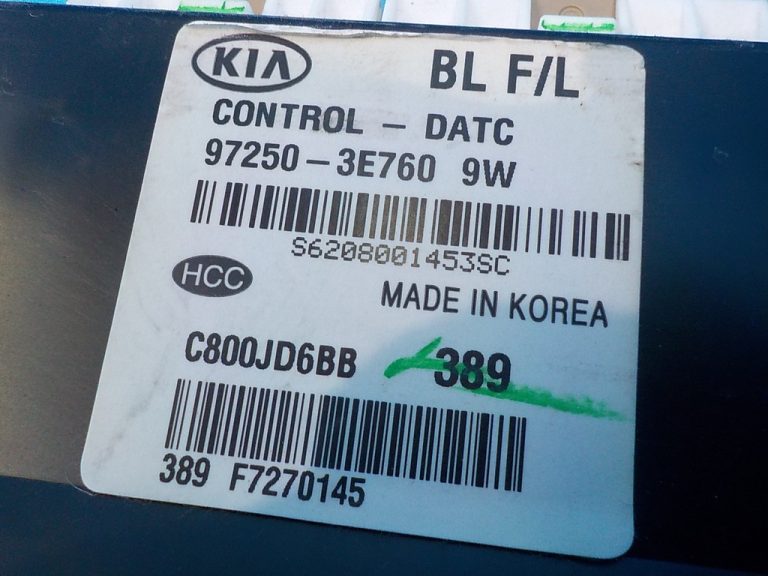 KIA BL F/L
CONTROL - DATC
97250-3E760 9W
S6208001453SC
HCC MADE IN KOREA
C800JD6BB 389
389 F7270145